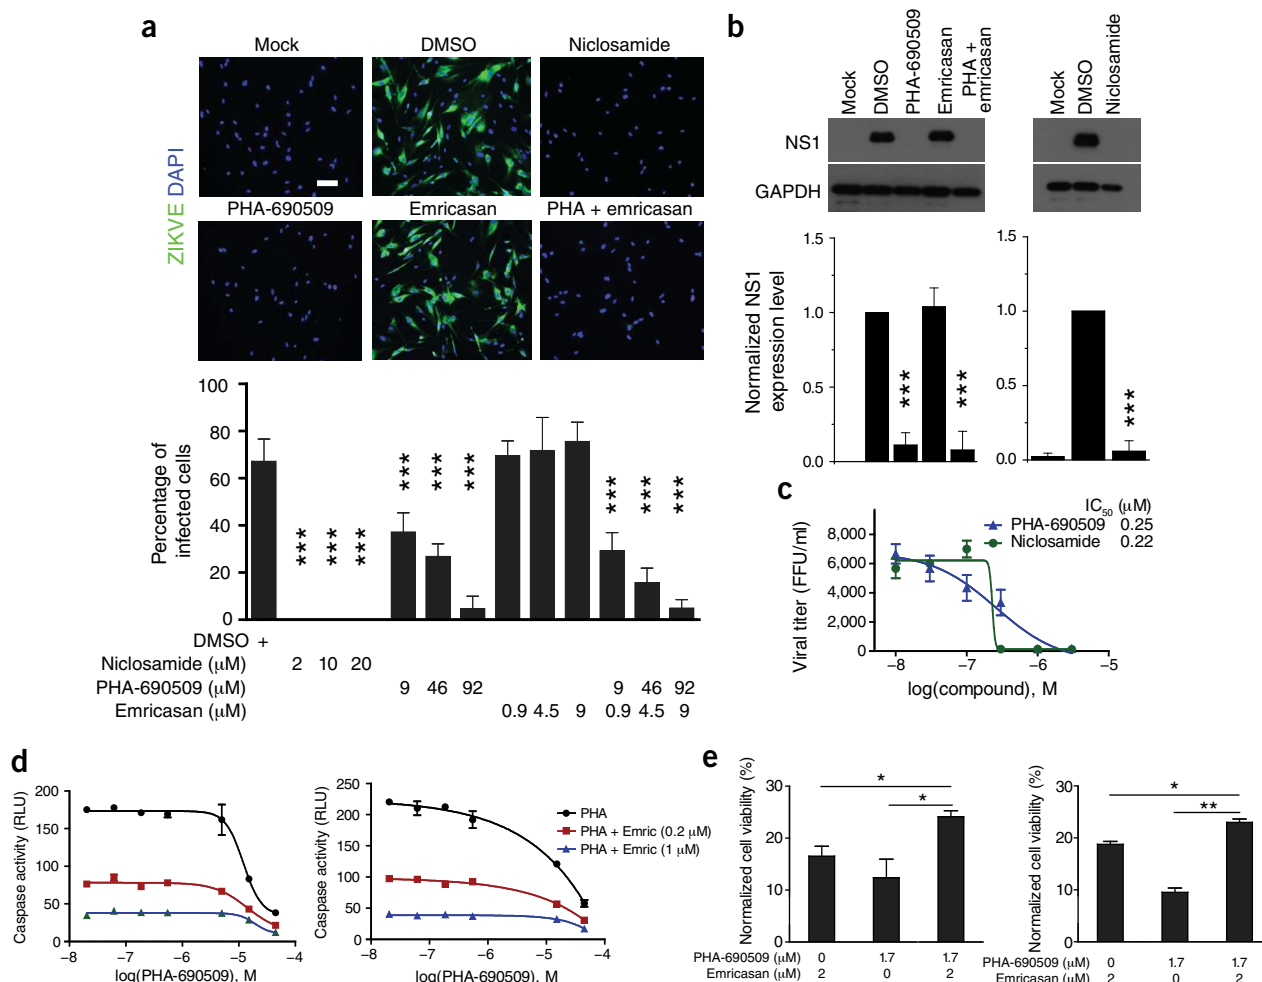 a
Mock DMSO Niclosamide
PHA-690509 Emricasan PHA + emricasan
ZIKVE DAPI
Percentage of
infected cells
100
80
60
40
20
0
*** *** *** *** *** *** *** *** ***
DMSO +
Niclosamide (μM) 2 10 20
PHA-690509 (μM) 9 46 92 9 46 92
Emricasan (μM) 0.9 4.5 9 0.9 4.5 9
b
Mock DMSO PHA-690509 Emricasan PHA + emricasan
Mock DMSO Niclosamide
NS1
GAPDH
Normalized NS1
expression level
1.5
1.0
0.5
0.0
*** ***
1.5
1.0
0.5
0.0
***
c
IC50 (μM)
PHA-690509 0.25
Niclosamide 0.22
Viral titer (FFU/ml)
8,000
6,000
4,000
2,000
0
−8 −7 −6 −5
log(compound), M
d
Caspase activity (RLU)
200
150
100
50
0
−8 −7 −6 −5 −4
log(PHA-690509), M
Caspase activity (RLU)
250
200
150
100
50
0
−8 −7 −6 −5 −4
log(PHA-690509), M
PHA
PHA + Emric (0.2 μM)
PHA + Emric (1 μM)
e
Normalized cell viability (%)
30
20
10
0
*
*
PHA-690509 (μM) 0 1.7 1.7
Emricasan (μM) 2 0 2
Normalized cell viability (%)
30
20
10
0
*
**
PHA-690509 (μM) 0 1.7 1.7
Emricasan (μM) 2 0 2